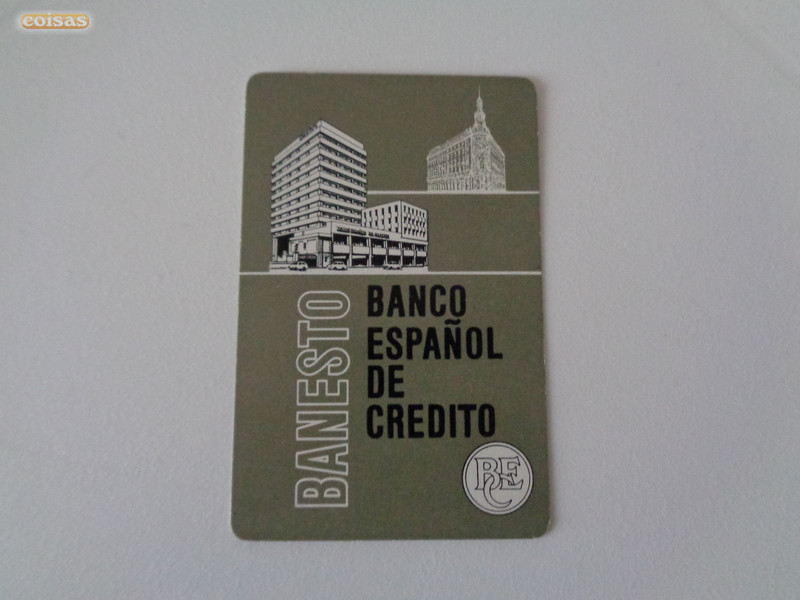 coisas
BANESTO
BANCO
ESPAÑOL
DE
CREDITO
BEC